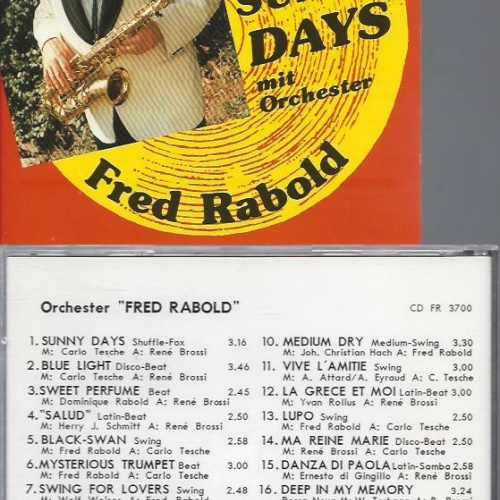 DAYS
mit
Orchester
Fred Rabold
Orchester "FRED RABOLD"
CD FR 3700
1. SUNNY DAYS Shuffle-Fox 3.16
M: Carlo Tesche A: René Brossi
2. BLUE LIGHT Disco-Beat 3.46
M: Carlo Tesche A: René Brossi
3. SWEET PERFUME Beat 2.45
M: Dominique Rabold A: René Brossi
4. "SALUD" Latin-Beat 2.50
M: Herry J. Schmitt A: René Brossi
5. BLACK-SWAN Swing 2.58
M: Fred Rabold A: Carlo Tesche
6. MYSTERIOUS TRUMPET Beat 3.00
M: Fred Rabold A: Carlo Tesche
7. SWING FOR LOVERS Swing 2.48
10. MEDIUM DRY Medium-Swing 3.30
M: Joh. Christian Hach A: Fred Rabold
11. VIVE L'AMITIE Swing 3.00
M: A. Attard/A. Eyraud A: C. Tesche
12. LA GRECE ET MOI Latin-Beat 3.00
M: Yvan Rollus A: René Brossi
13. LUPO Swing 2.50
M: Fred Rabold A: Carlo Tesche
14. MA REINE MARIE Disco-Beat 2.50
M: René Brossi A: Carlo Tesche
15. DANZA DI PAOLA Latin-Samba 2.58
M: Ernesto di Gingillo A: René Brossi
16. DEEP IN MY MEMORY 3.24